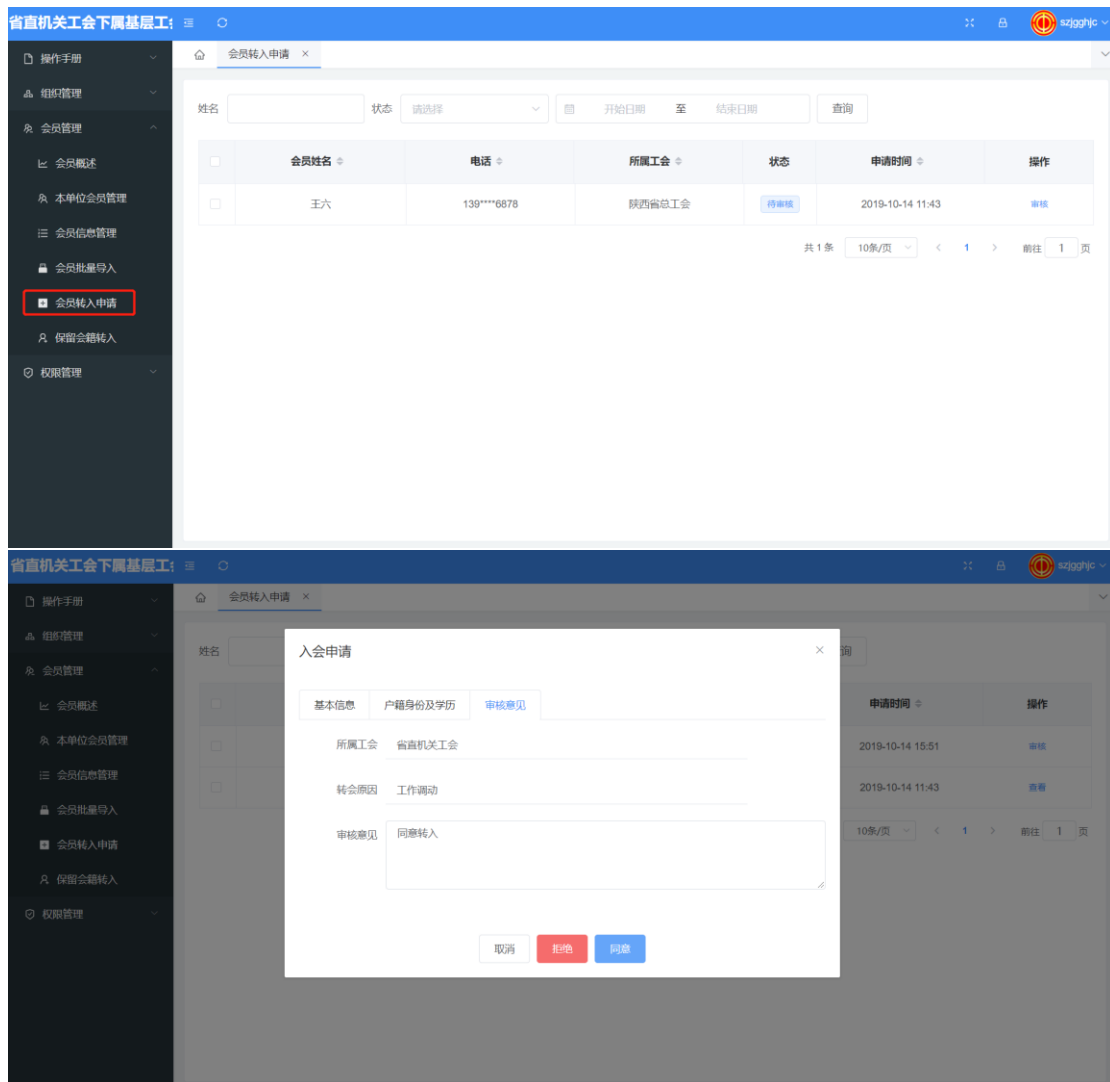 省直机关工会下属基层工
szjgghjc
操作手册
会员转入申请 ×
组织管理
姓名
状态 请选择
开始日期 至 结束日期
查询
会员管理
会员概述
会员姓名 电话 所属工会 状态 申请时间 操作
本单位会员管理
王六 139****6878 陕西省总工会 待审核 2019-10-14 11:43 审核
会员信息管理
共 1 条 10条/页 < 1 > 前往 1 页
会员批量导入
会员转入申请
保留会籍转入
权限管理
省直机关工会下属基层工
szjgghjc
操作手册
会员转入申请 ×
组织管理
姓名
询
会员管理
会员概述
本单位会员管理
会员信息管理
会员批量导入
会员转入申请
保留会籍转入
权限管理
入会申请 ×
基本信息 户籍身份及学历 审核意见
所属工会 省直机关工会
转会原因 工作调动
审核意见 同意转入
取消 拒绝 同意
申请时间 操作
2019-10-14 15:51 审核
2019-10-14 11:43 查看
10条/页 < 1 > 前往 1 页